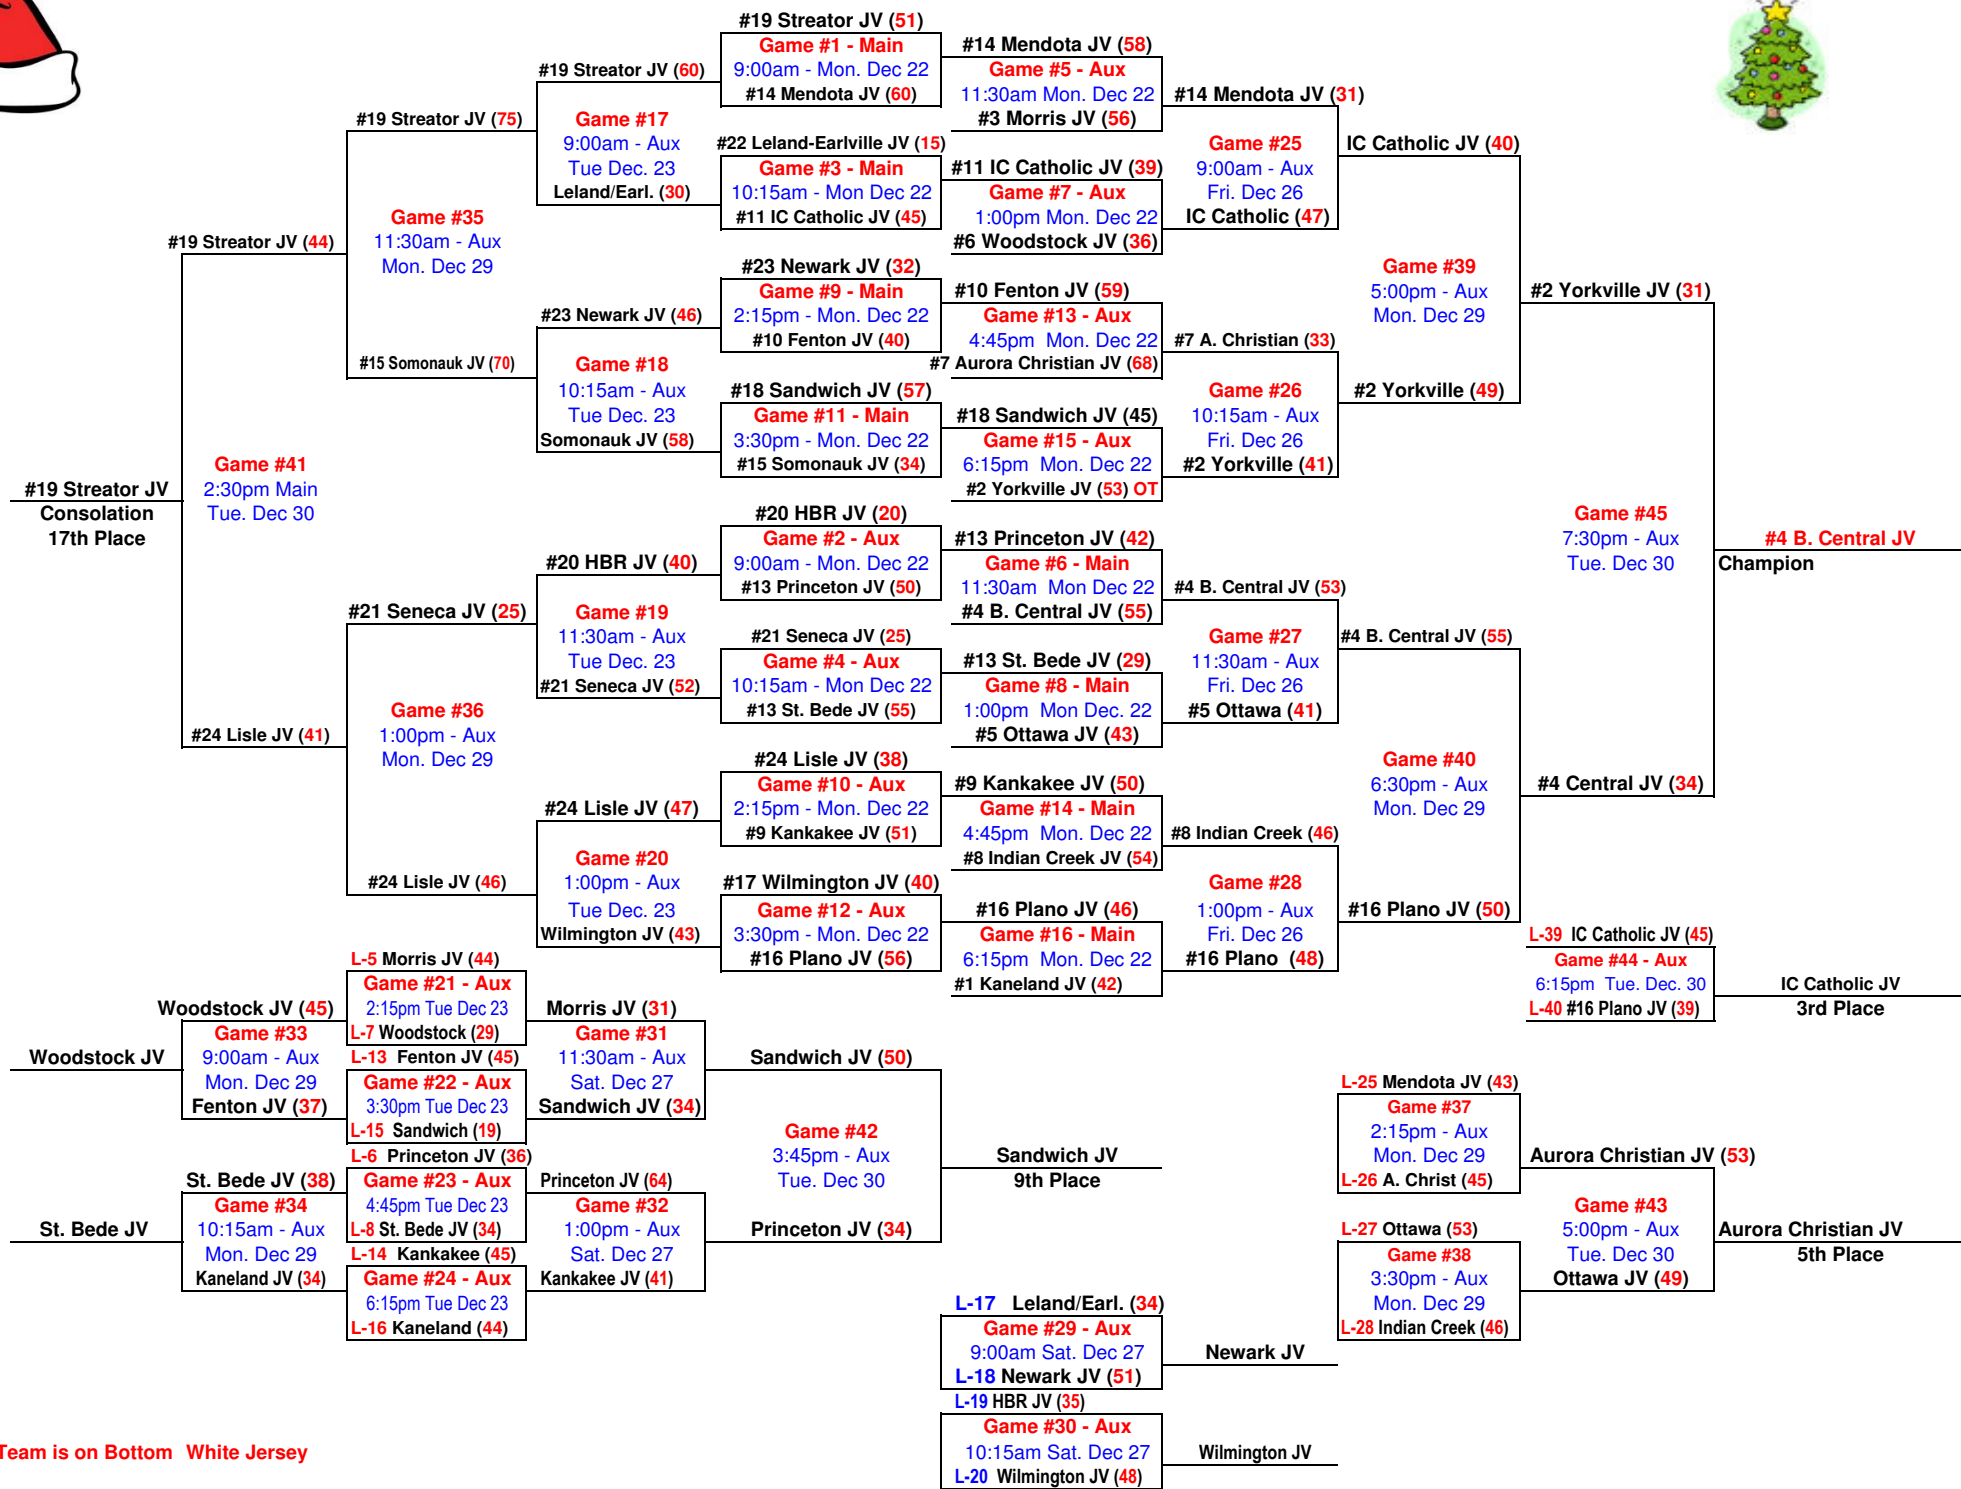 #19 Streator JV (51)
Game #1 - Main
9:00am - Mon. Dec 22
#14 Mendota JV (60)
#22 Leland-Earlville JV (15)
Game #3 - Main
10:15am - Mon Dec 22
#11 IC Catholic JV (45)
#23 Newark JV (32)
Game #9 - Main
2:15pm - Mon. Dec 22
#10 Fenton JV (40)
#18 Sandwich JV (57)
Game #11 - Main
3:30pm - Mon. Dec 22
#15 Somonauk JV (34)
#20 HBR JV (20)
Game #2 - Aux
9:00am - Mon. Dec 22
#13 Princeton JV (50)
#21 Seneca JV (25)
Game #4 - Aux
10:15am - Mon Dec 22
#13 St. Bede JV (55)
#24 Lisle JV (38)
Game #10 - Aux
2:15pm - Mon. Dec 22
#9 Kankakee JV (51)
#17 Wilmington JV (40)
Game #12 - Aux
3:30pm - Mon. Dec 22
#16 Plano JV (56)
#14 Mendota JV (58)
Game #5 - Aux
11:30am Mon. Dec 22
#3 Morris JV (56)
#11 IC Catholic JV (39)
Game #7 - Aux
1:00pm Mon. Dec 22
#6 Woodstock JV (36)
#10 Fenton JV (59)
Game #13 - Aux
4:45pm Mon. Dec 22
#7 Aurora Christian JV (68)
#18 Sandwich JV (45)
Game #15 - Aux
6:15pm Mon. Dec 22
#2 Yorkville JV (53) OT
#13 Princeton JV (42)
Game #6 - Main
11:30am Mon Dec 22
#4 B. Central JV (55)
#13 St. Bede JV (29)
Game #8 - Main
1:00pm Mon Dec. 22
#5 Ottawa JV (43)
#9 Kankakee JV (50)
Game #14 - Main
4:45pm Mon. Dec 22
#8 Indian Creek JV (54)
#16 Plano JV (46)
Game #16 - Main
6:15pm Mon. Dec 22
#1 Kaneland JV (42)
#14 Mendota JV (31)
Game #25
9:00am - Aux
Fri. Dec 26
IC Catholic (47)
#7 A. Christian (33)
Game #26
10:15am - Aux
Fri. Dec 26
#2 Yorkville (41)
#4 B. Central JV (53)
Game #27
11:30am - Aux
Fri. Dec 26
#5 Ottawa (41)
#8 Indian Creek (46)
Game #28
1:00pm - Aux
Fri. Dec 26
#16 Plano (48)
IC Catholic JV (40)
Game #39
5:00pm - Aux
Mon. Dec 29
#2 Yorkville (49)
#4 B. Central JV (55)
Game #40
6:30pm - Aux
Mon. Dec 29
#16 Plano JV (50)
#2 Yorkville JV (31)
Game #45
7:30pm - Aux
Tue. Dec 30
#4 Central JV (34)
#4 B. Central JV
Champion
#19 Streator JV (60)
Game #17
9:00am - Aux
Tue Dec. 23
Leland/Earl. (30)
#23 Newark JV (46)
Game #18
10:15am - Aux
Tue Dec. 23
Somonauk JV (58)
#20 HBR JV (40)
Game #19
11:30am - Aux
Tue Dec. 23
#21 Seneca JV (52)
#24 Lisle JV (47)
Game #20
1:00pm - Aux
Tue Dec. 23
Wilmington JV (43)
#19 Streator JV (75)
Game #35
11:30am - Aux
Mon. Dec 29
#15 Somonauk JV (70)
#21 Seneca JV (25)
Game #36
1:00pm - Aux
Mon. Dec 29
#24 Lisle JV (46)
#19 Streator JV (44)
Game #41
2:30pm Main
Tue. Dec 30
#24 Lisle JV (41)
#19 Streator JV
Consolation
17th Place
L-39 IC Catholic JV (45)
Game #44 - Aux
6:15pm Tue. Dec. 30
L-40 #16 Plano JV (39)
IC Catholic JV
3rd Place
L-5 Morris JV (44)
Game #21 - Aux
2:15pm Tue Dec 23
L-7 Woodstock (29)
L-13 Fenton JV (45)
Game #22 - Aux
3:30pm Tue Dec 23
L-15 Sandwich (19)
L-6 Princeton JV (36)
Game #23 - Aux
4:45pm Tue Dec 23
L-8 St. Bede JV (34)
L-14 Kankakee (45)
Game #24 - Aux
6:15pm Tue Dec 23
L-16 Kaneland (44)
Woodstock JV (45)
Game #33
9:00am - Aux
Mon. Dec 29
Fenton JV (37)
Woodstock JV
St. Bede JV (38)
Game #34
10:15am - Aux
Mon. Dec 29
Kaneland JV (34)
St. Bede JV
Morris JV (31)
Game #31
11:30am - Aux
Sat. Dec 27
Sandwich JV (34)
Princeton JV (64)
Game #32
1:00pm - Aux
Sat. Dec 27
Kankakee JV (41)
Sandwich JV (50)
Game #42
3:45pm - Aux
Tue. Dec 30
Princeton JV (34)
Sandwich JV
9th Place
L-25 Mendota JV (43)
Game #37
2:15pm - Aux
Mon. Dec 29
L-26 A. Christ (45)
L-27 Ottawa (53)
Game #38
3:30pm - Aux
Mon. Dec 29
L-28 Indian Creek (46)
Aurora Christian JV (53)
Game #43
5:00pm - Aux
Tue. Dec 30
Ottawa JV (49)
Aurora Christian JV
5th Place
L-17 Leland/Earl. (34)
Game #29 - Aux
9:00am Sat. Dec 27
L-18 Newark JV (51)
Newark JV
L-19 HBR JV (35)
Game #30 - Aux
10:15am Sat. Dec 27
L-20 Wilmington JV (48)
Wilmington JV
Team is on Bottom White Jersey